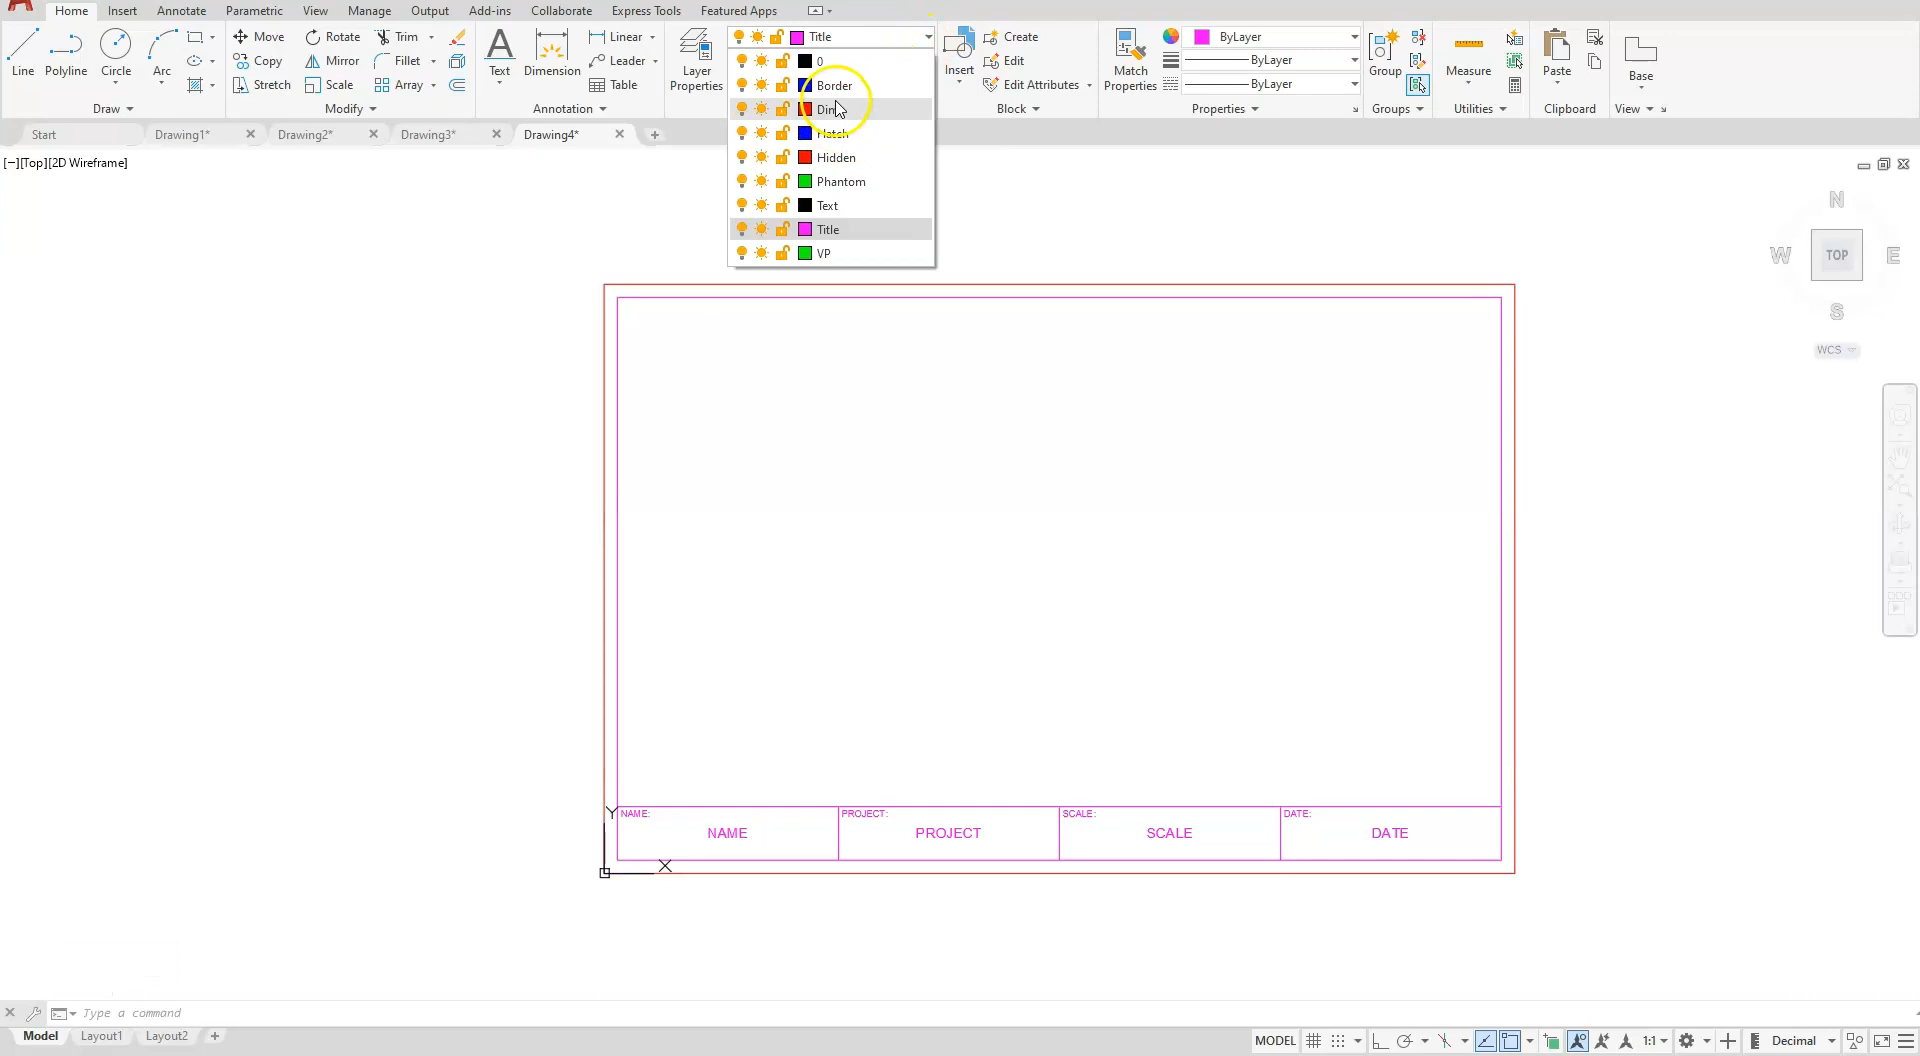 Home Insert Annotate Parametric View Manage Output Add-ins Collaborate Express Tools Featured Apps
Line Polyline Circle Arc
Move Rotate Trim
Copy Mirror Fillet
Stretch Scale Array
Text Dimension
Linear
Leader
Table
Layer Properties
Title
0
Border
Hatch
Hidden
Phantom
Text
Title
VP
Insert
Create
Edit
Edit Attributes
Match Properties
ByLayer
ByLayer
ByLayer
Group
Measure
Paste
Base
Draw Modify Annotation Block Properties Groups Utilities Clipboard View
Start Drawing1* Drawing2* Drawing3* Drawing4*
[−][Top][2D Wireframe]
N
W TOP E
S
WCS
Y
X
NAME: PROJECT: SCALE: DATE:
NAME PROJECT SCALE DATE
Type a command
Model Layout1 Layout2
MODEL 1:1 Decimal